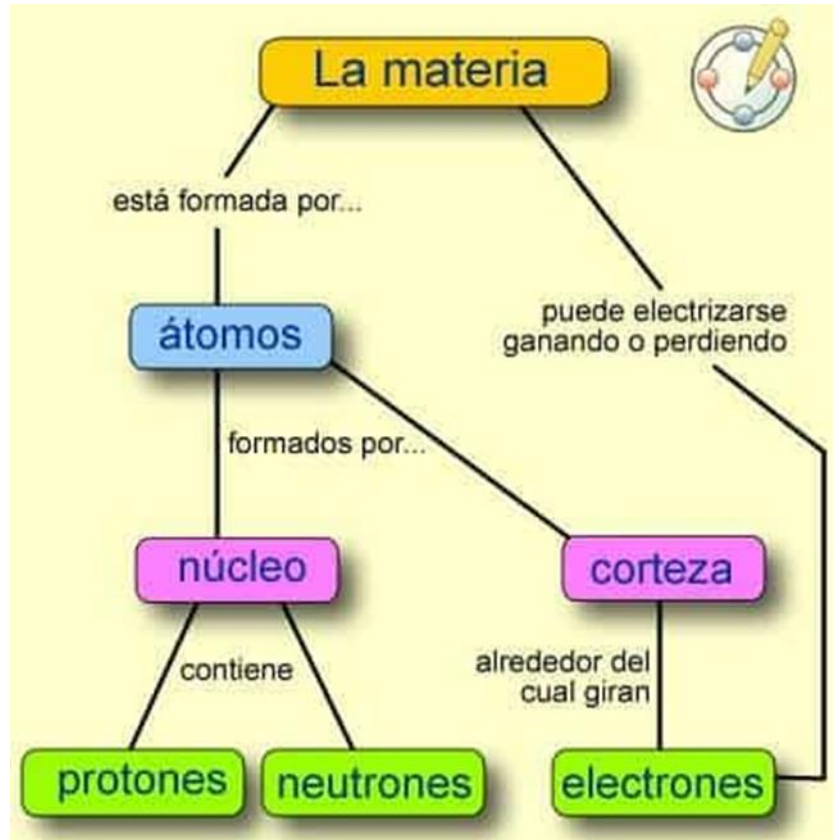 La materia
está formada por...
puede electrizarse
ganando o perdiendo
átomos
formados por...
núcleo
corteza
contiene
alrededor del
cual giran
protones
neutrones
electrones